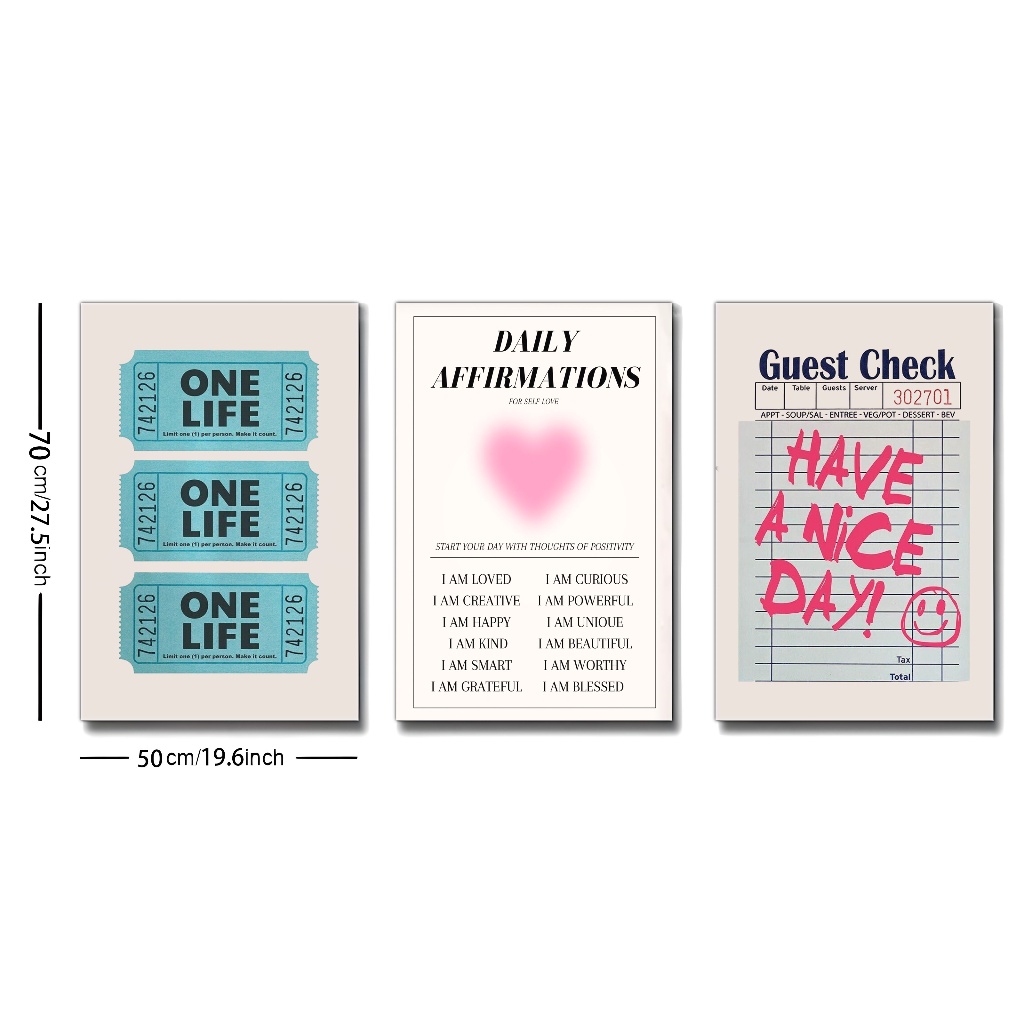 70 cm/27.5inch
742126
ONE
LIFE
742126
Limit one (1) per person. Make it count.
742126
ONE
LIFE
742126
Limit one (1) per person. Make it count.
742126
ONE
LIFE
742126
Limit one (1) per person. Make it count.
50 cm/19.6inch
DAILY
AFFIRMATIONS
FOR SELF LOVE
START YOUR DAY WITH THOUGHTS OF POSITIVITY
I AM LOVED
I AM CREATIVE
I AM HAPPY
I AM KIND
I AM SMART
I AM GRATEFUL
I AM CURIOUS
I AM POWERFUL
I AM UNIOUE
I AM BEAUTIFUL
I AM WORTHY
I AM BLESSED
Guest Check
Date Table Guests Server
302701
APPT - SOUP/SAL - ENTREE - VEG/POT - DESSERT - BEV
HAVE
A NiCE
DAY!
Tax
Total